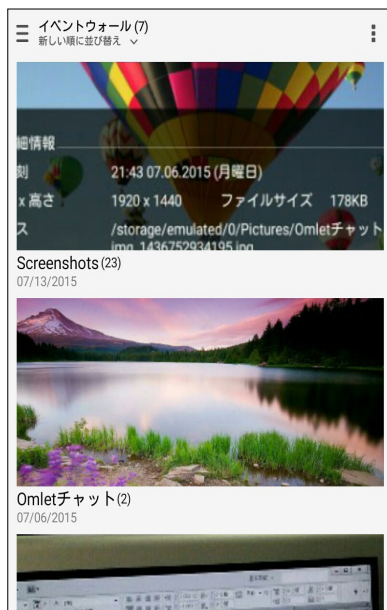 イベントウォール (7)
新しい順に並び替え
細情報
刻 21:43 07.06.2015 (月曜日)
x 高さ 1920 x 1440 ファイルサイズ 178KB
ス /storage/emulated/0/Pictures/Omletチャット
img_1436752934195.jpg
Screenshots (23)
07/13/2015
Omletチャット(2)
07/06/2015